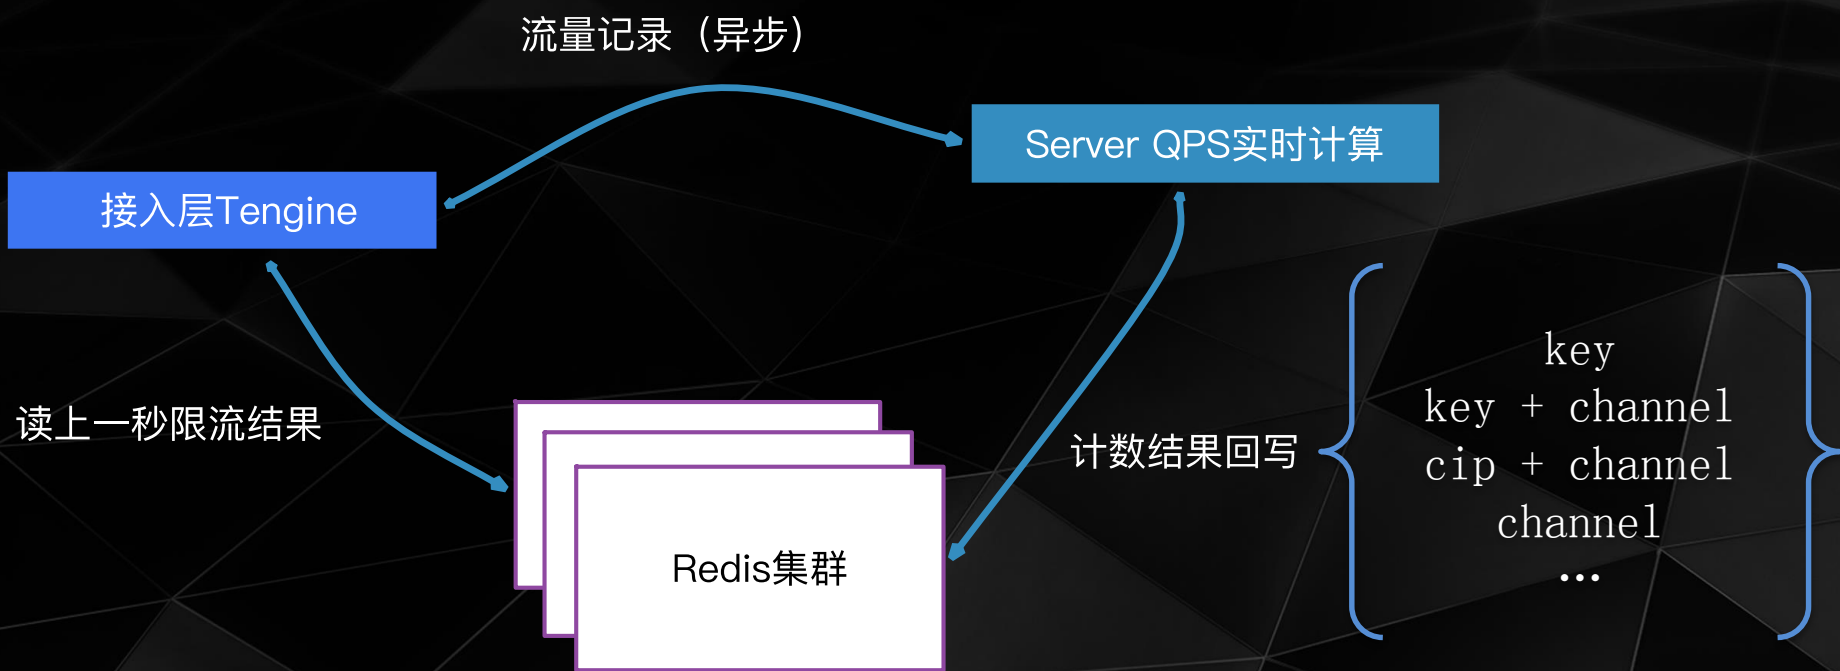 流量记录（异步）
Server QPS实时计算
接入层Tengine
读上一秒限流结果
计数结果回写
key
key + channel
cip + channel
channel
...
Redis集群